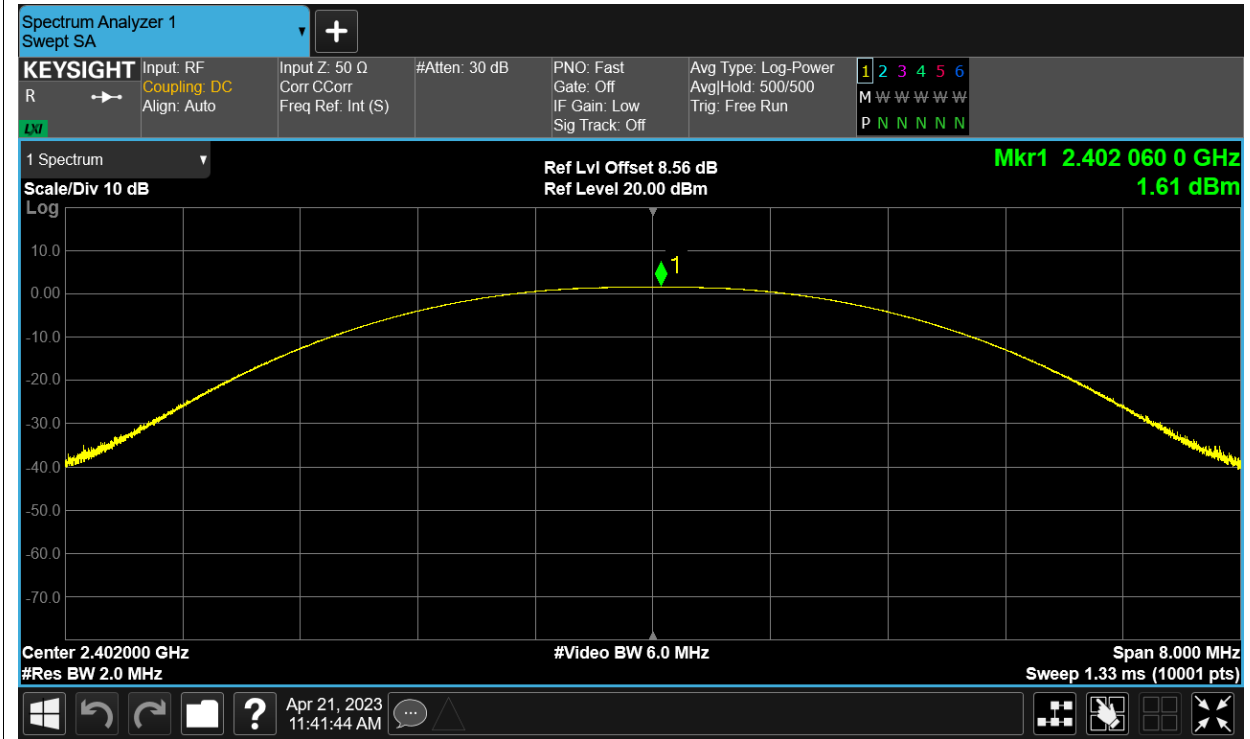 Spectrum Analyzer 1
Swept SA
KEYSIGHT
R
LXI
Input: RF
Coupling: DC
Align: Auto
Input Z: 50 Ω
Corr CCorr
Freq Ref: Int (S)
#Atten: 30 dB
PNO: Fast
Gate: Off
IF Gain: Low
Sig Track: Off
Avg Type: Log-Power
Avg|Hold: 500/500
Trig: Free Run
1 2 3 4 5 6
M W W W W W
P N N N N N
1 Spectrum
Scale/Div 10 dB
Log
Ref Lvl Offset 8.56 dB
Ref Level 20.00 dBm
Mkr1 2.402 060 0 GHz
1.61 dBm
10.0
0.00
-10.0
-20.0
-30.0
-40.0
-50.0
-60.0
-70.0
1
Center 2.402000 GHz
#Res BW 2.0 MHz
#Video BW 6.0 MHz
Span 8.000 MHz
Sweep 1.33 ms (10001 pts)
?
Apr 21, 2023
11:41:44 AM